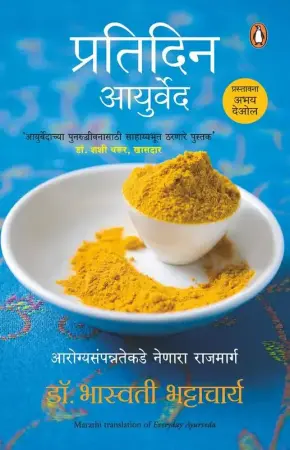 प्रतिदिन
आयुर्वेद
प्रस्तावना
अभय
देओल
'आयुर्वेदाच्या पुनरुज्जीवनासाठी साहाय्यभूत ठरणारे पुस्तक'
डॉ. शशी थरूर, खासदार
आरोग्यसंपन्नतेकडे नेणारा राजमार्ग
डॉ. भास्वती भट्टाचार्य
Marathi translation of Everyday Ayurveda